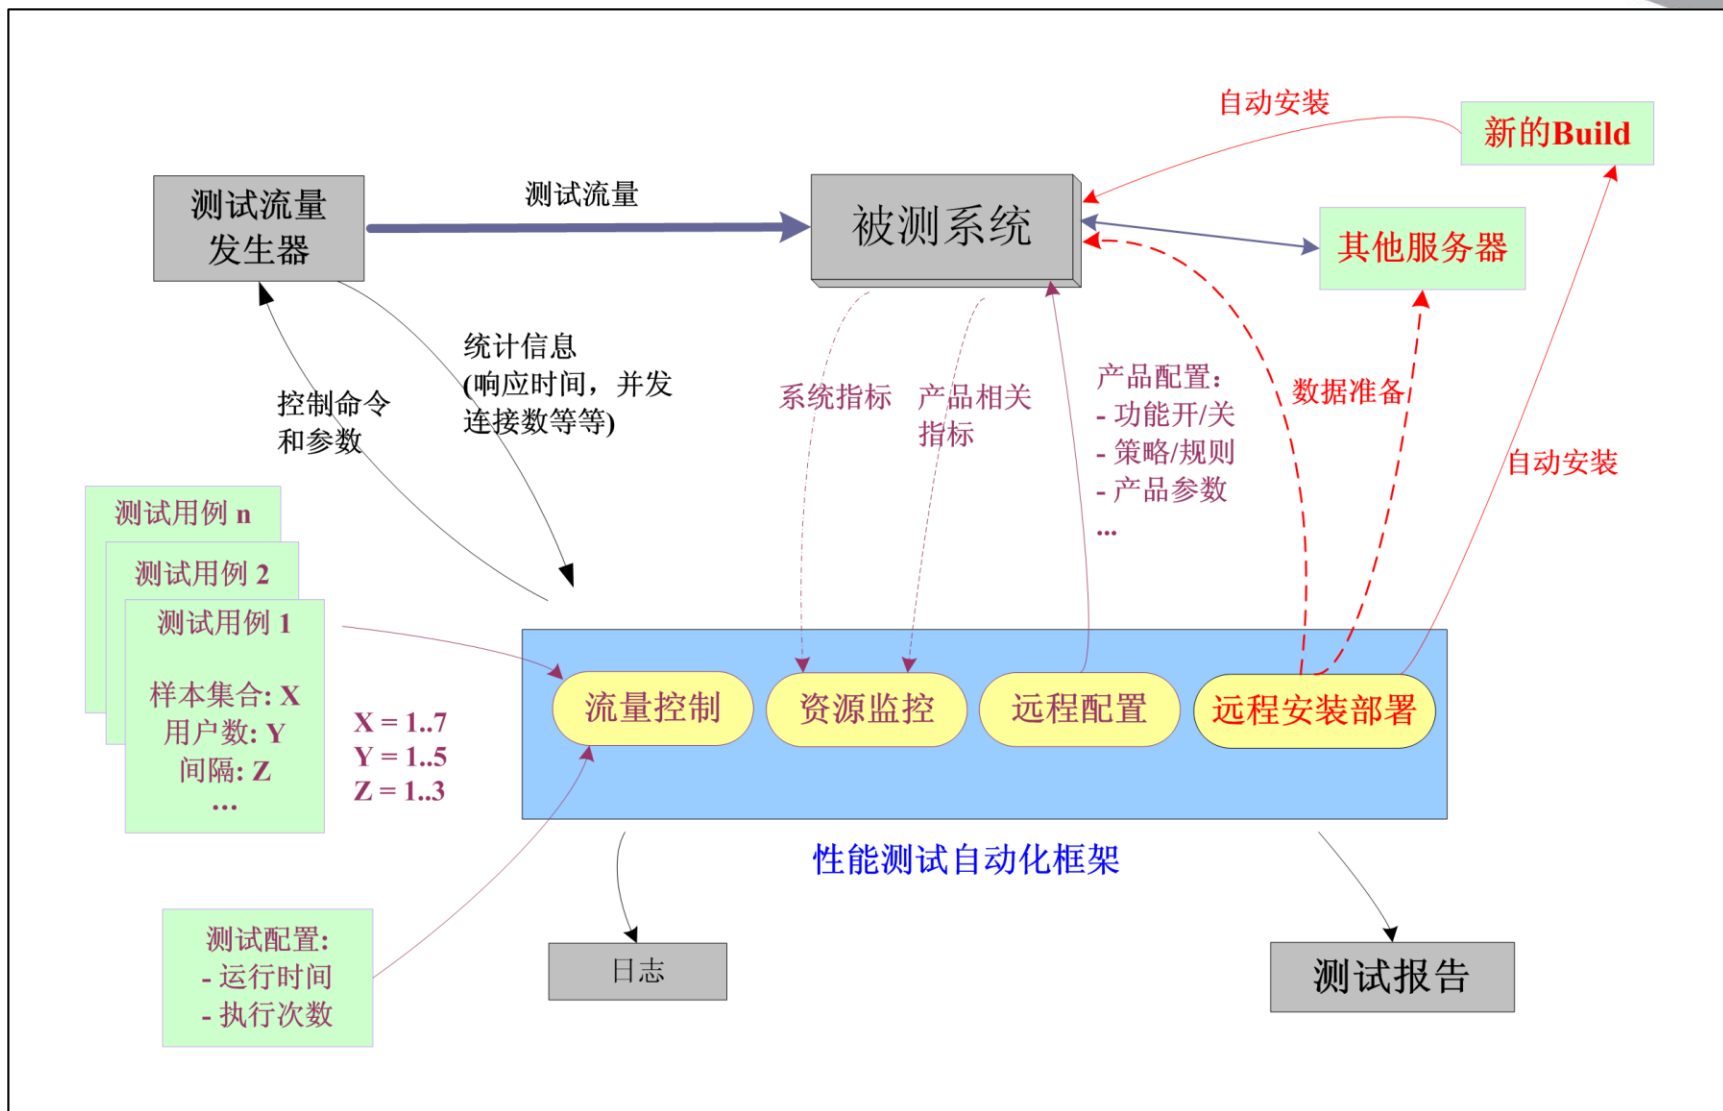 自动安装
新的Build
测试流量
发生器
测试流量
被测系统
其他服务器
统计信息
(响应时间，并发
连接数等等)
控制命令
和参数
系统指标
产品相关
指标
产品配置：
- 功能开/关
- 策略/规则
- 产品参数
...
数据准备
自动安装
测试用例 n
测试用例 2
测试用例 1
样本集合: X
用户数: Y
间隔: Z
...
X = 1..7
Y = 1..5
Z = 1..3
流量控制
资源监控
远程配置
远程安装部署
性能测试自动化框架
测试配置:
- 运行时间
- 执行次数
日志
测试报告